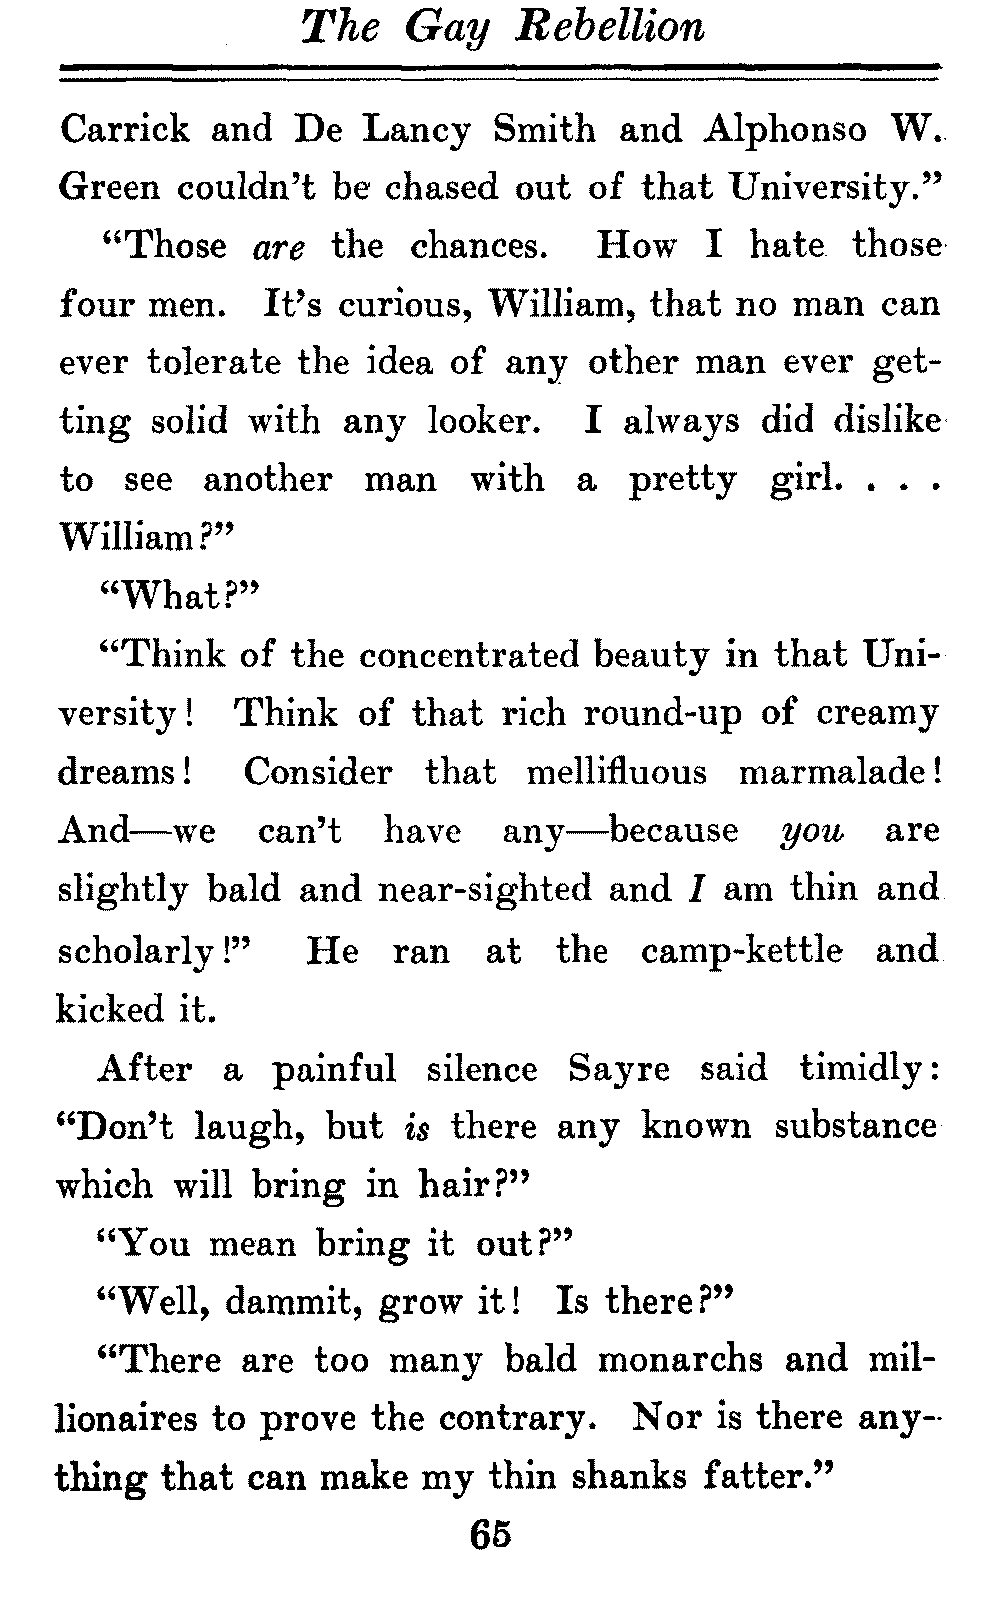 The Gay Rebellion
Carrick and De Lancy Smith and Alphonso W.
Green couldn't be chased out of that University.”
“Those are the chances. How I hate those
four men. It's curious, William, that no man can
ever tolerate the idea of any other man ever get-
ting solid with any looker. I always did dislike
to see another man with a pretty girl. . . .
William?”
“What?”
“Think of the concentrated beauty in that Uni-
versity! Think of that rich round-up of creamy
dreams! Consider that mellifluous marmalade!
And—we can't have any—because you are
slightly bald and near-sighted and I am thin and
scholarly!” He ran at the camp-kettle and
kicked it.
After a painful silence Sayre said timidly:
“Don't laugh, but is there any known substance
which will bring in hair?”
“You mean bring it out?”
“Well, dammit, grow it! Is there?”
“There are too many bald monarchs and mil-
lionaires to prove the contrary. Nor is there any-
thing that can make my thin shanks fatter.”
65